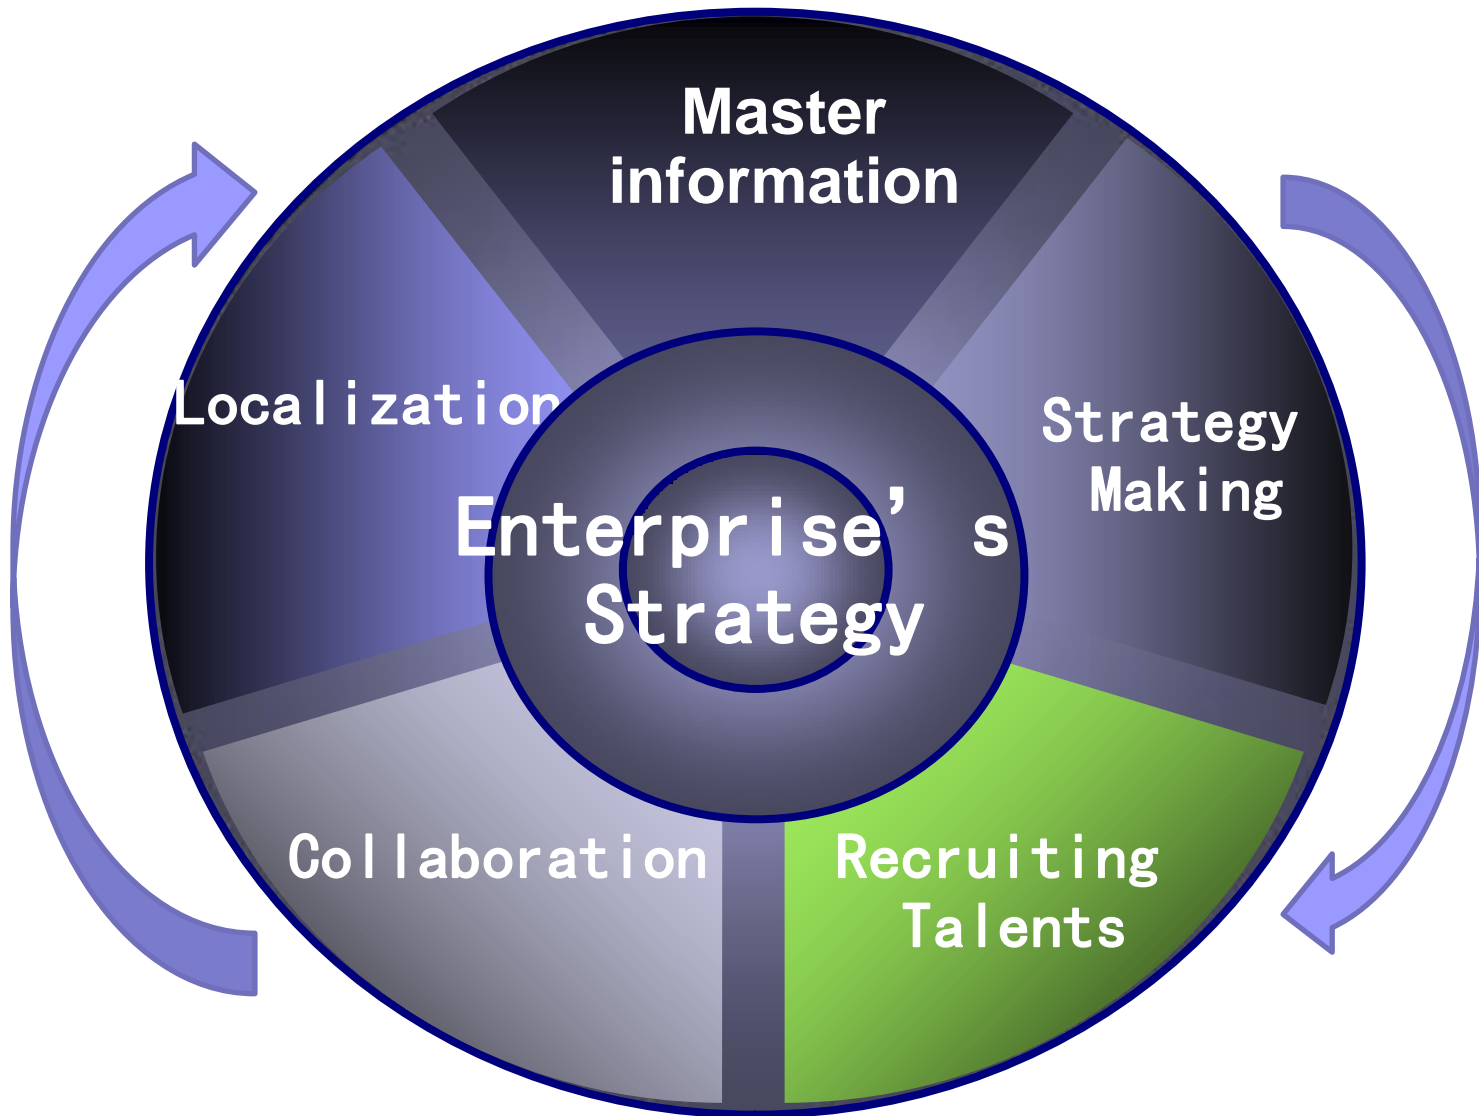 Master
information
Localization
Strategy
Making
Enterprise’s
Strategy
Collaboration
Recruiting
Talents